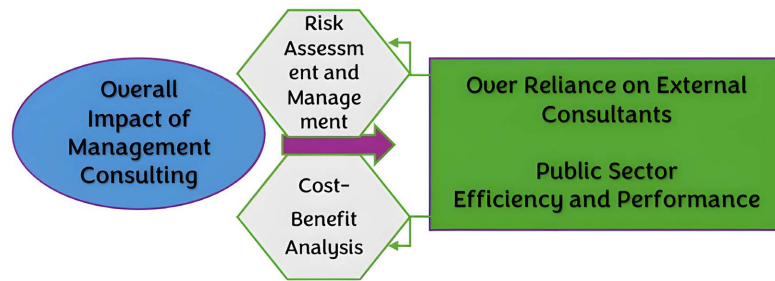 Overall
Impact of
Management
Consulting
Risk
Assessm
ent and
Manage
ment
Cost-
Benefit
Analysis
Over Reliance on External
Consultants
Public Sector
Efficiency and Performance